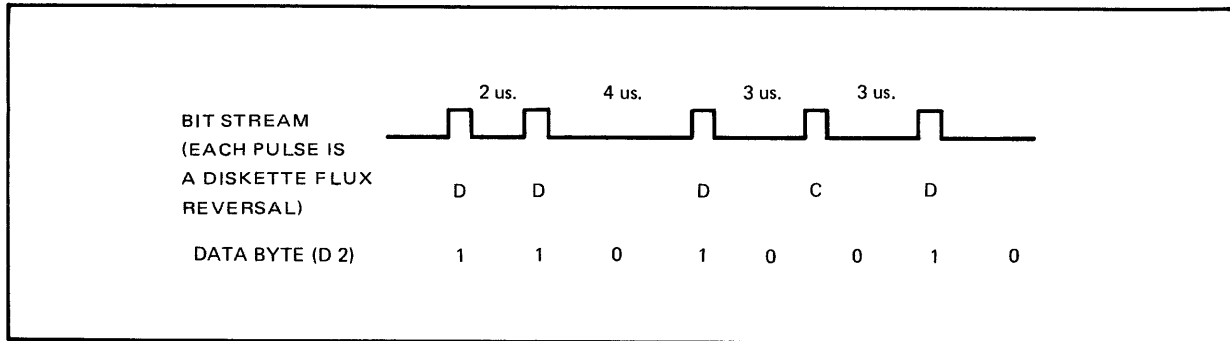 2 us. 4 us. 3 us. 3 us.
BIT STREAM
(EACH PULSE IS
A DISKETTE FLUX
REVERSAL)
D D D C D
DATA BYTE (D 2) 1 1 0 1 0 0 1 0